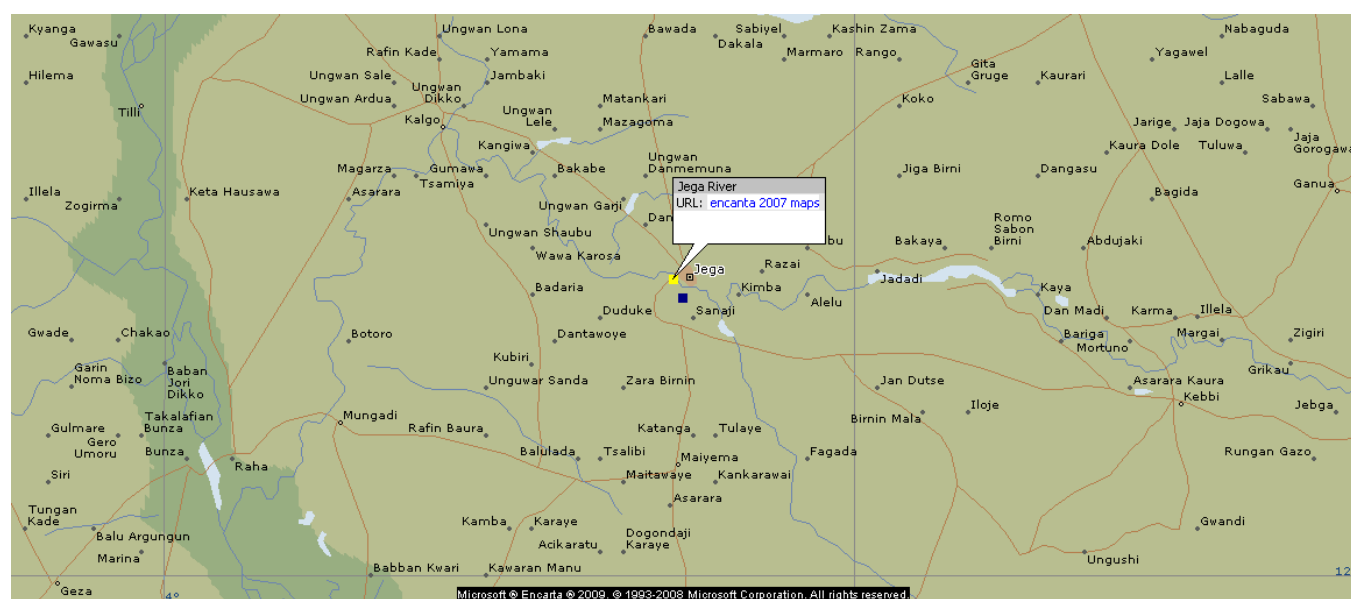 Kyanga
Gawasu
Ungwan Lona
Bawada
Sabiyel
Dakala
Kashin Zama
Nabaguda
Rafin Kade
Yamama
Marmaro
Rango
Yagawel
Hilema
Ungwan Sale
Jambaki
Gita
Gruge
Kaurari
Lalle
Ungwan Ardua
Ungwan
Dikko
Matankari
Koko
Sabawa
Tilli
Kalgo
Ungwan
Lele
Mazagoma
Jarige
Jaja Dogowa
Jaja
Gorogawa
Kangiwa
Kaura Dole
Tuluwa
Magarza
Gumawa
Tsamiya
Bakabe
Ungwan
Danmemuna
Jiga Birni
Dangasu
Illela
Zogirma
Keta Hausawa
Asarara
Jega River
URL: encanta 2007 maps
Bagida
Ganua
Ungwan Garji
Dan
Ungwan Shaubu
bu
Bakaya
Romo
Sabon
Birni
Abdujaki
Wawa Karosa
Jega
Razai
Jadadi
Badaria
Kimba
Alelu
Kaya
Duduke
Sanaji
Dan Madi
Karma
Illela
Gwade
Chakao
Botoro
Dantawoye
Bariga
Mortuno
Margai
Zigiri
Garin
Noma Bizo
Baban
Jori
Dikko
Kubiri
Unguwar Sanda
Zara Birnin
Jan Dutse
Asarara Kaura
Grikau
Kebbi
Takalafian
Bunza
Mungadi
Birnin Mala
Iloje
Jebga
Gulmare
Gero
Umoru
Rafin Baura
Katanga
Tulaye
Bunza
Raha
Balulada
Tsalibi
Maiyema
Fagada
Rungan Gazo
Siri
Maitawaye
Kankarawai
Asarara
Tungan
Kade
Balu Argungun
Kamba
Karaye
Dogondaji
Karaye
Gwandi
Marina
Acikaratu
Ungushi
Babban Kwari
Kawaran Manu
12
Geza
4°
Microsoft ® Encarta ® 2009. © 1993-2008 Microsoft Corporation. All rights reserved.